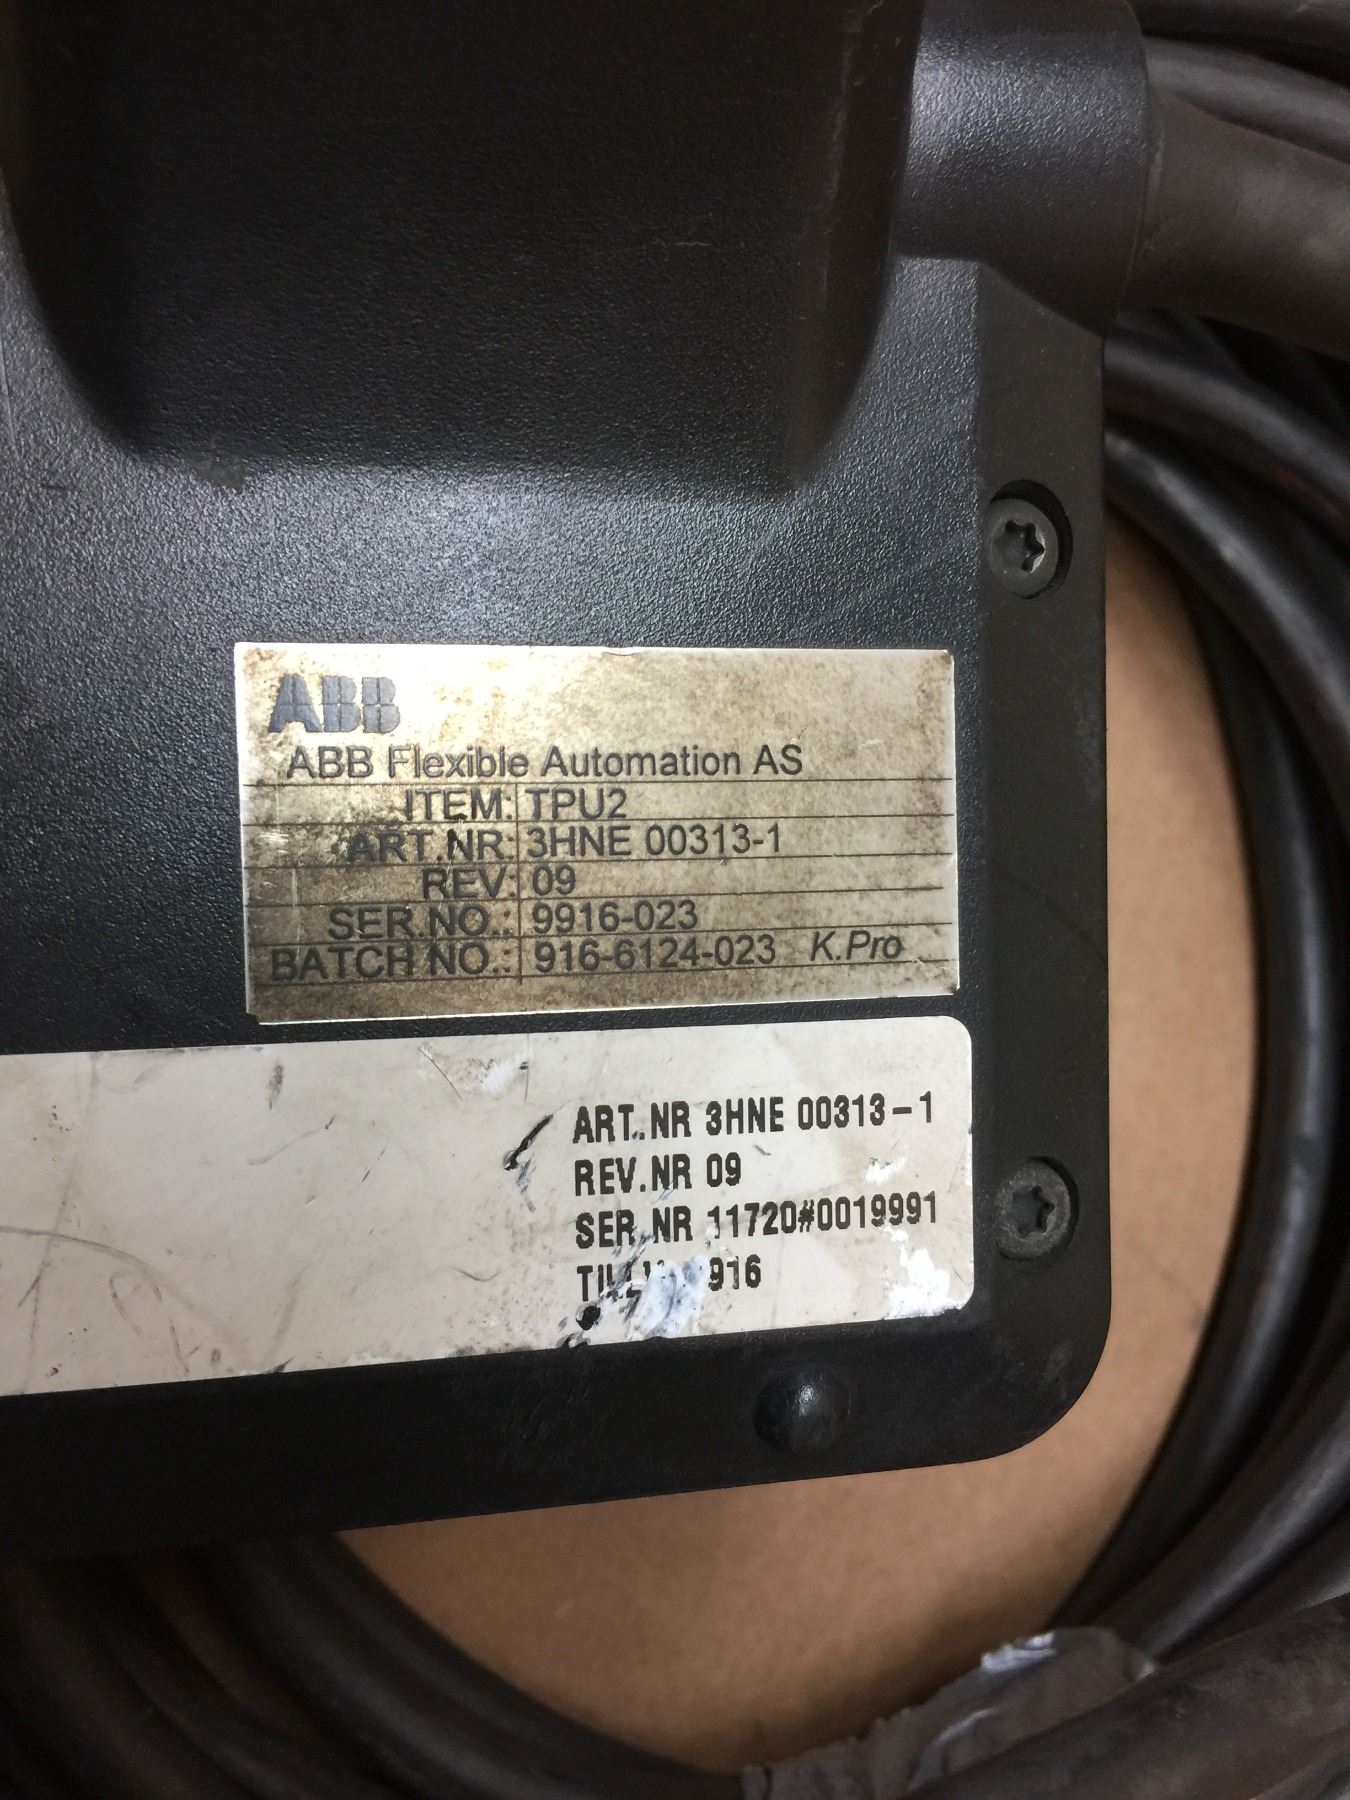 ABB
ABB Flexible Automation AS
ITEM: TPU2
ART.NR: 3HNE 00313-1
REV: 09
SER.NO.: 9916-023
BATCH NO.: 916-6124-023 K.Pro
ART.NR 3HNE 00313-1
REV.NR 09
SER.NR 11720#0019991
916